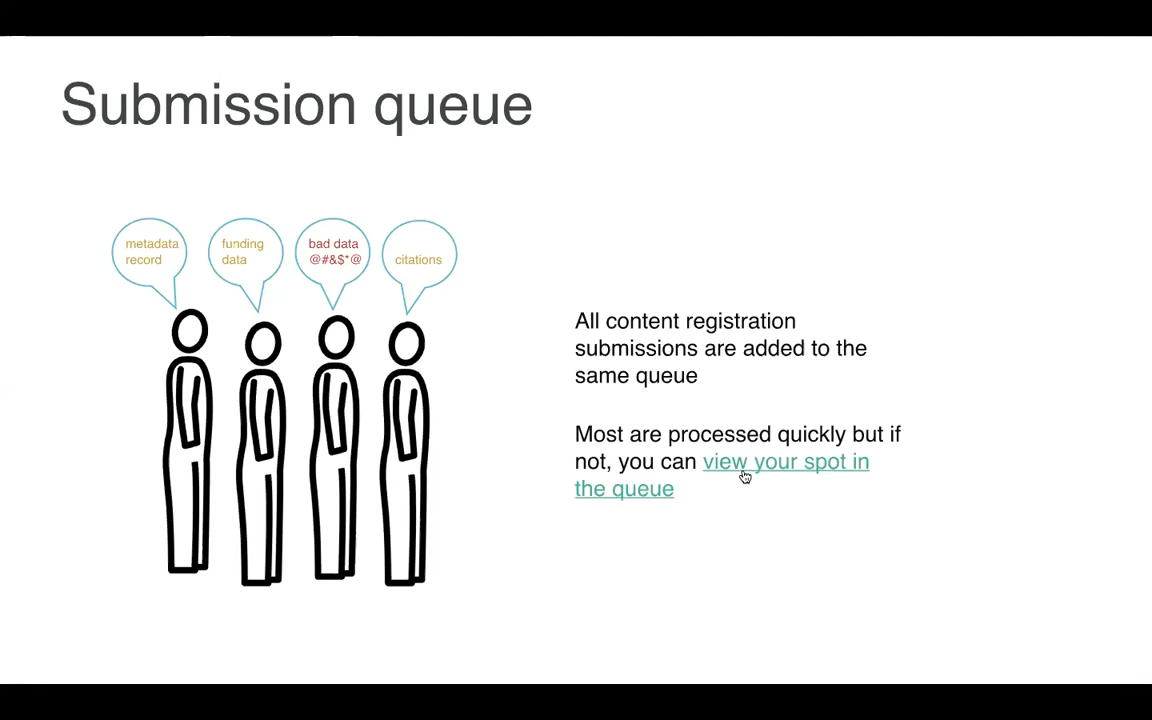 Submission queue
metadata
record
funding
data
bad data
@#&$*@
citations
All content registration
submissions are added to the
same queue
Most are processed quickly but if
not, you can view your spot in
the queue